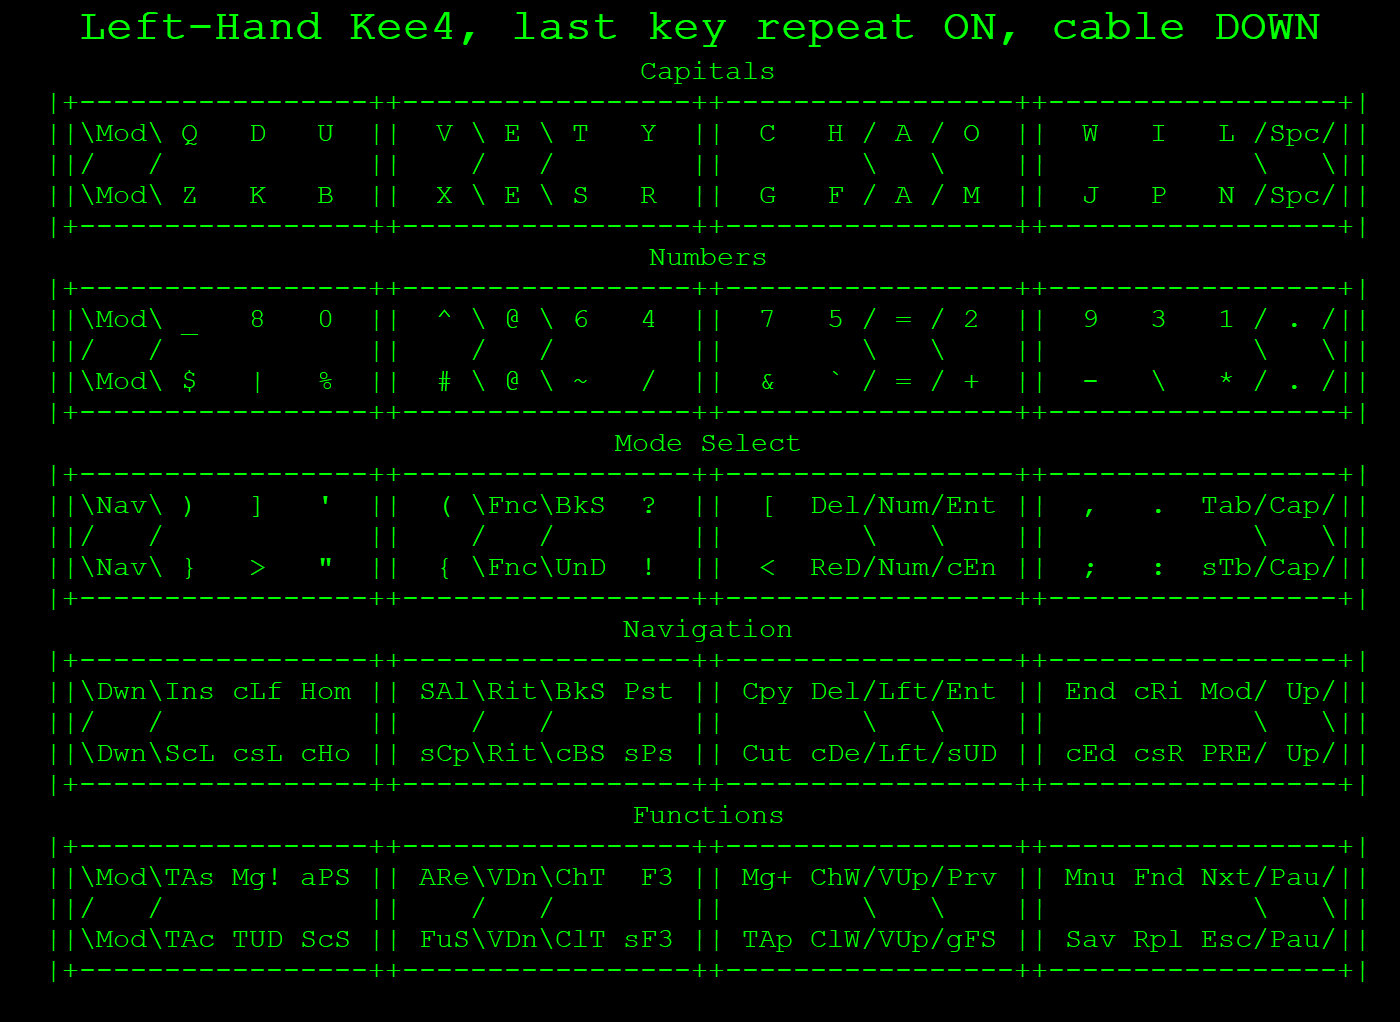 Left-Hand Kee4, last key repeat ON, cable DOWN
Capitals
|+-----------------++-----------------++-----------------++-----------------+|
||\Mod\ Q   D   U  ||  V \ E \ T   Y  ||  C   H / A / O  ||  W   I   L /Spc/||
||/   /            ||    /   /        ||        \   \    ||            \   \||
||\Mod\ Z   K   B  ||  X \ E \ S   R  ||  G   F / A / M  ||  J   P   N /Spc/||
|+-----------------++-----------------++-----------------++-----------------+|
Numbers
|+-----------------++-----------------++-----------------++-----------------+|
||\Mod\ _   8   0  ||  ^ \ @ \ 6   4  ||  7   5 / = / 2  ||  9   3   1 / . /||
||/   /            ||    /   /        ||        \   \    ||            \   \||
||\Mod\ $   |   %  ||  # \ @ \ ~   /  ||  &   ` / = / +  ||  -   \   * / . /||
|+-----------------++-----------------++-----------------++-----------------+|
Mode Select
|+-----------------++-----------------++-----------------++-----------------+|
||\Nav\ )   ]   '  ||  ( \Fnc\BkS  ?  ||  [  Del/Num/Ent ||  ,   .  Tab/Cap/||
||/   /            ||    /   /        ||        \   \    ||            \   \||
||\Nav\ }   >   "  ||  { \Fnc\UnD  !  ||  <  ReD/Num/cEn ||  ;   :  sTb/Cap/||
|+-----------------++-----------------++-----------------++-----------------+|
Navigation
|+-----------------++-----------------++-----------------++-----------------+|
||\Dwn\Ins cLf Hom || SAl\Rit\BkS Pst || Cpy Del/Lft/Ent || End cRi Mod/ Up/||
||/   /            ||    /   /        ||        \   \    ||            \   \||
||\Dwn\ScL csL cHo || sCp\Rit\cBS sPs || Cut cDe/Lft/sUD || cEd csR PRE/ Up/||
|+-----------------++-----------------++-----------------++-----------------+|
Functions
|+-----------------++-----------------++-----------------++-----------------+|
||\Mod\TAs Mg! aPS || ARe\VDn\ChT  F3 || Mg+ ChW/VUp/Prv || Mnu Fnd Nxt/Pau/||
||/   /            ||    /   /        ||        \   \    ||            \   \||
||\Mod\TAc TUD ScS || FuS\VDn\ClT sF3 || TAp ClW/VUp/gFS || Sav Rpl Esc/Pau/||
|+-----------------++-----------------++-----------------++-----------------+|